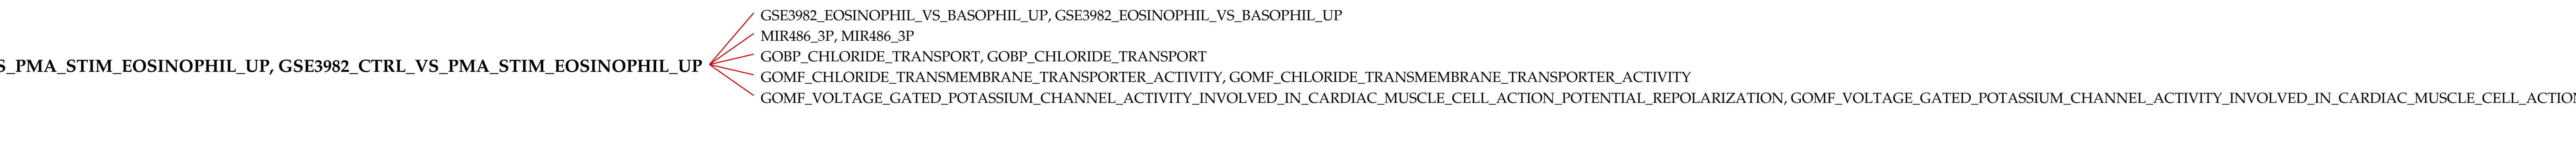 GSE3982_EOSINOPHIL_VS_BASOPHIL_UP, GSE3982_EOSINOPHIL_VS_BASOPHIL_UP
MIR486_3P, MIR486_3P
GOBP_CHLORIDE_TRANSPORT, GOBP_CHLORIDE_TRANSPORT
S_PMA_STIM_EOSINOPHIL_UP, GSE3982_CTRL_VS_PMA_STIM_EOSINOPHIL_UP
GOMF_CHLORIDE_TRANSMEMBRANE_TRANSPORTER_ACTIVITY, GOMF_CHLORIDE_TRANSMEMBRANE_TRANSPORTER_ACTIVITY
GOMF_VOLTAGE_GATED_POTASSIUM_CHANNEL_ACTIVITY_INVOLVED_IN_CARDIAC_MUSCLE_CELL_ACTION_POTENTIAL_REPOLARIZATION, GOMF_VOLTAGE_GATED_POTASSIUM_CHANNEL_ACTIVITY_INVOLVED_IN_CARDIAC_MUSCLE_CELL_ACTION